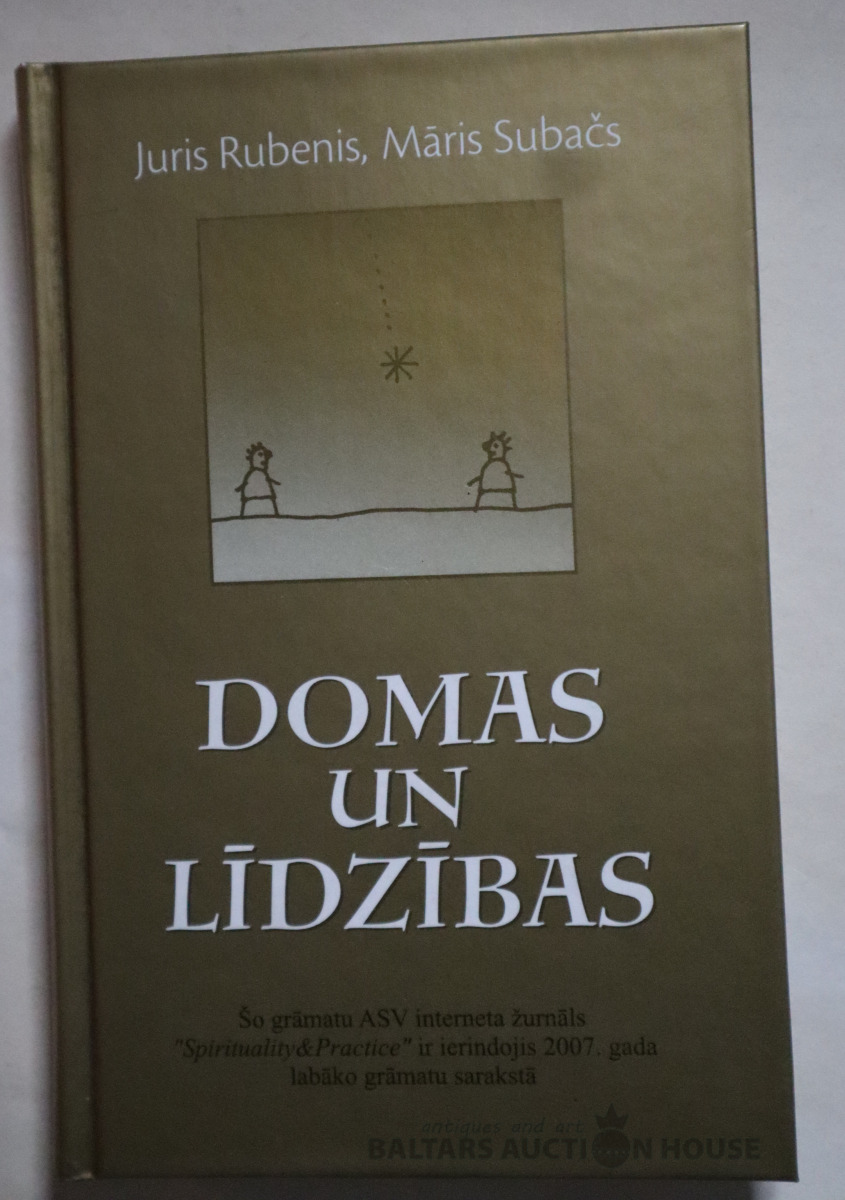 Juris Rubenis, Māris Subačs
DOMAS
UN
LĪDZĪBAS
Šo grāmatu ASV interneta žurnāls
"Spirituality&Practice" ir ierindojis 2007. gada
labāko grāmatu sarakstā
antiques and art
BALTARS AUCTION HOUSE